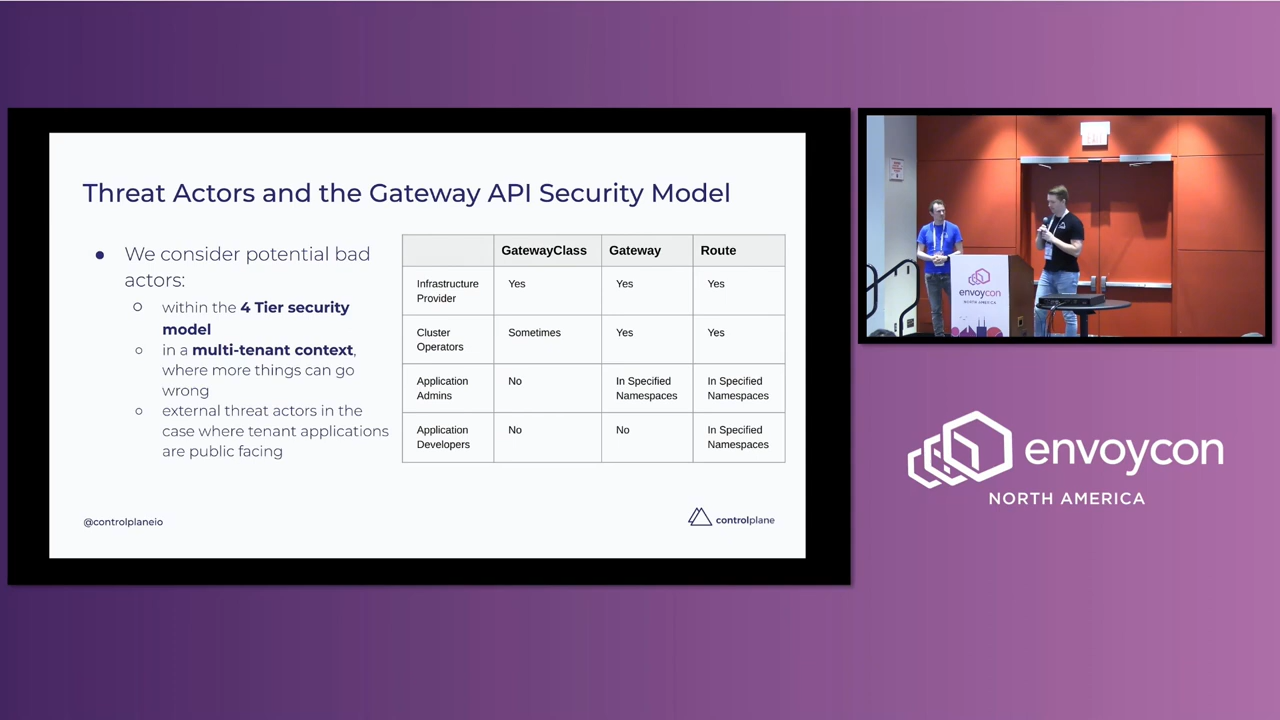 Threat Actors and the Gateway API Security Model
● We consider potential bad
actors:
○ within the 4 Tier security
model
○ in a multi-tenant context,
where more things can go
wrong
○ external threat actors in the
case where tenant applications
are public facing
GatewayClass Gateway Route
Infrastructure Provider Yes Yes Yes
Cluster Operators Sometimes Yes Yes
Application Admins No In Specified Namespaces In Specified Namespaces
Application Developers No No In Specified Namespaces
@controlplaneio
controlplane
EXIT
envoycon
NORTH AMERICA
envoycon
NORTH AMERICA